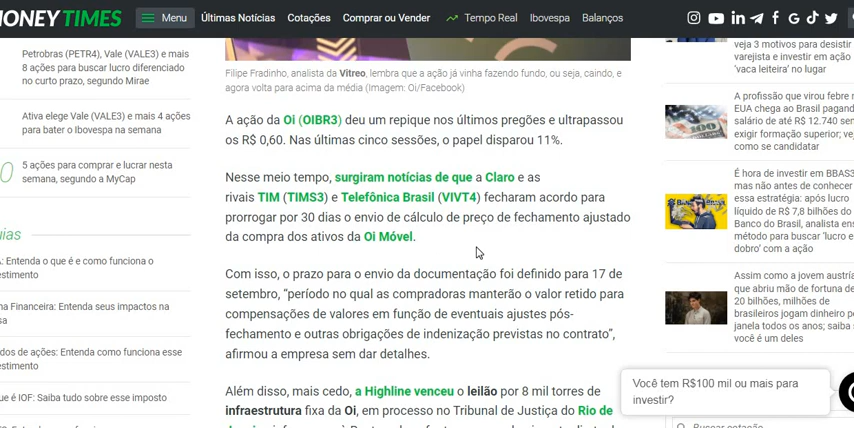 MONEY TIMES
Menu
Últimas Notícias
Cotações
Comprar ou Vender
Tempo Real
Ibovespa
Balanços
Petrobras (PETR4), Vale (VALE3) e mais
8 ações para buscar lucro diferenciado
no curto prazo, segundo Mirae
Ativa elege Vale (VALE3) e mais 4 ações
para bater o Ibovespa na semana
0
5 ações para comprar e lucrar nesta
semana, segundo a MyCap
uias
A: Entenda o que é e como funciona o
estimento
na Financeira: Entenda seus impactos na
sa
dos de ações: Entenda como funciona esse
estimento
que é IOF: Saiba tudo sobre esse imposto
Filipe Fradinho, analista da Vitreo, lembra que a ação já vinha fazendo fundo, ou seja, caindo, e
agora volta para acima da média (Imagem: Oi/Facebook)
A ação da Oi (OIBR3) deu um repique nos últimos pregões e ultrapassou
os R$ 0,60. Nas últimas cinco sessões, o papel disparou 11%.
Nesse meio tempo, surgiram notícias de que a Claro e as
rivais TIM (TIMS3) e Telefônica Brasil (VIVT4) fecharam acordo para
prorrogar por 30 dias o envio de cálculo de preço de fechamento ajustado
da compra dos ativos da Oi Móvel.
Com isso, o prazo para o envio da documentação foi definido para 17 de
setembro, “período no qual as compradoras manterão o valor retido para
compensações de valores em função de eventuais ajustes pós-
fechamento e outras obrigações de indenização previstas no contrato”,
afirmou a empresa sem dar detalhes.
Além disso, mais cedo, a Highline venceu o leilão por 8 mil torres de
infraestrutura fixa da Oi, em processo no Tribunal de Justiça do Rio de
veja 3 motivos para desistir
varejista e investir em ação
‘vaca leiteira’ no lugar
A profissão que virou febre n
EUA chega ao Brasil pagand
salário de até R$ 12.740 sem
exigir formação superior; vej
como se candidatar
É hora de investir em BBAS3
mas não antes de conhecer
essa estratégia: após lucro
líquido de R$ 7,8 bilhões do
Banco do Brasil, analista ens
método para buscar ‘lucro e
dobro’ com a ação
Assim como a jovem austría
que abriu mão de fortuna de
20 bilhões, milhões de
brasileiros jogam dinheiro pe
janela todos os anos; saiba s
você é um deles
Você tem R$100 mil ou mais para
investir?
Buscar cotação